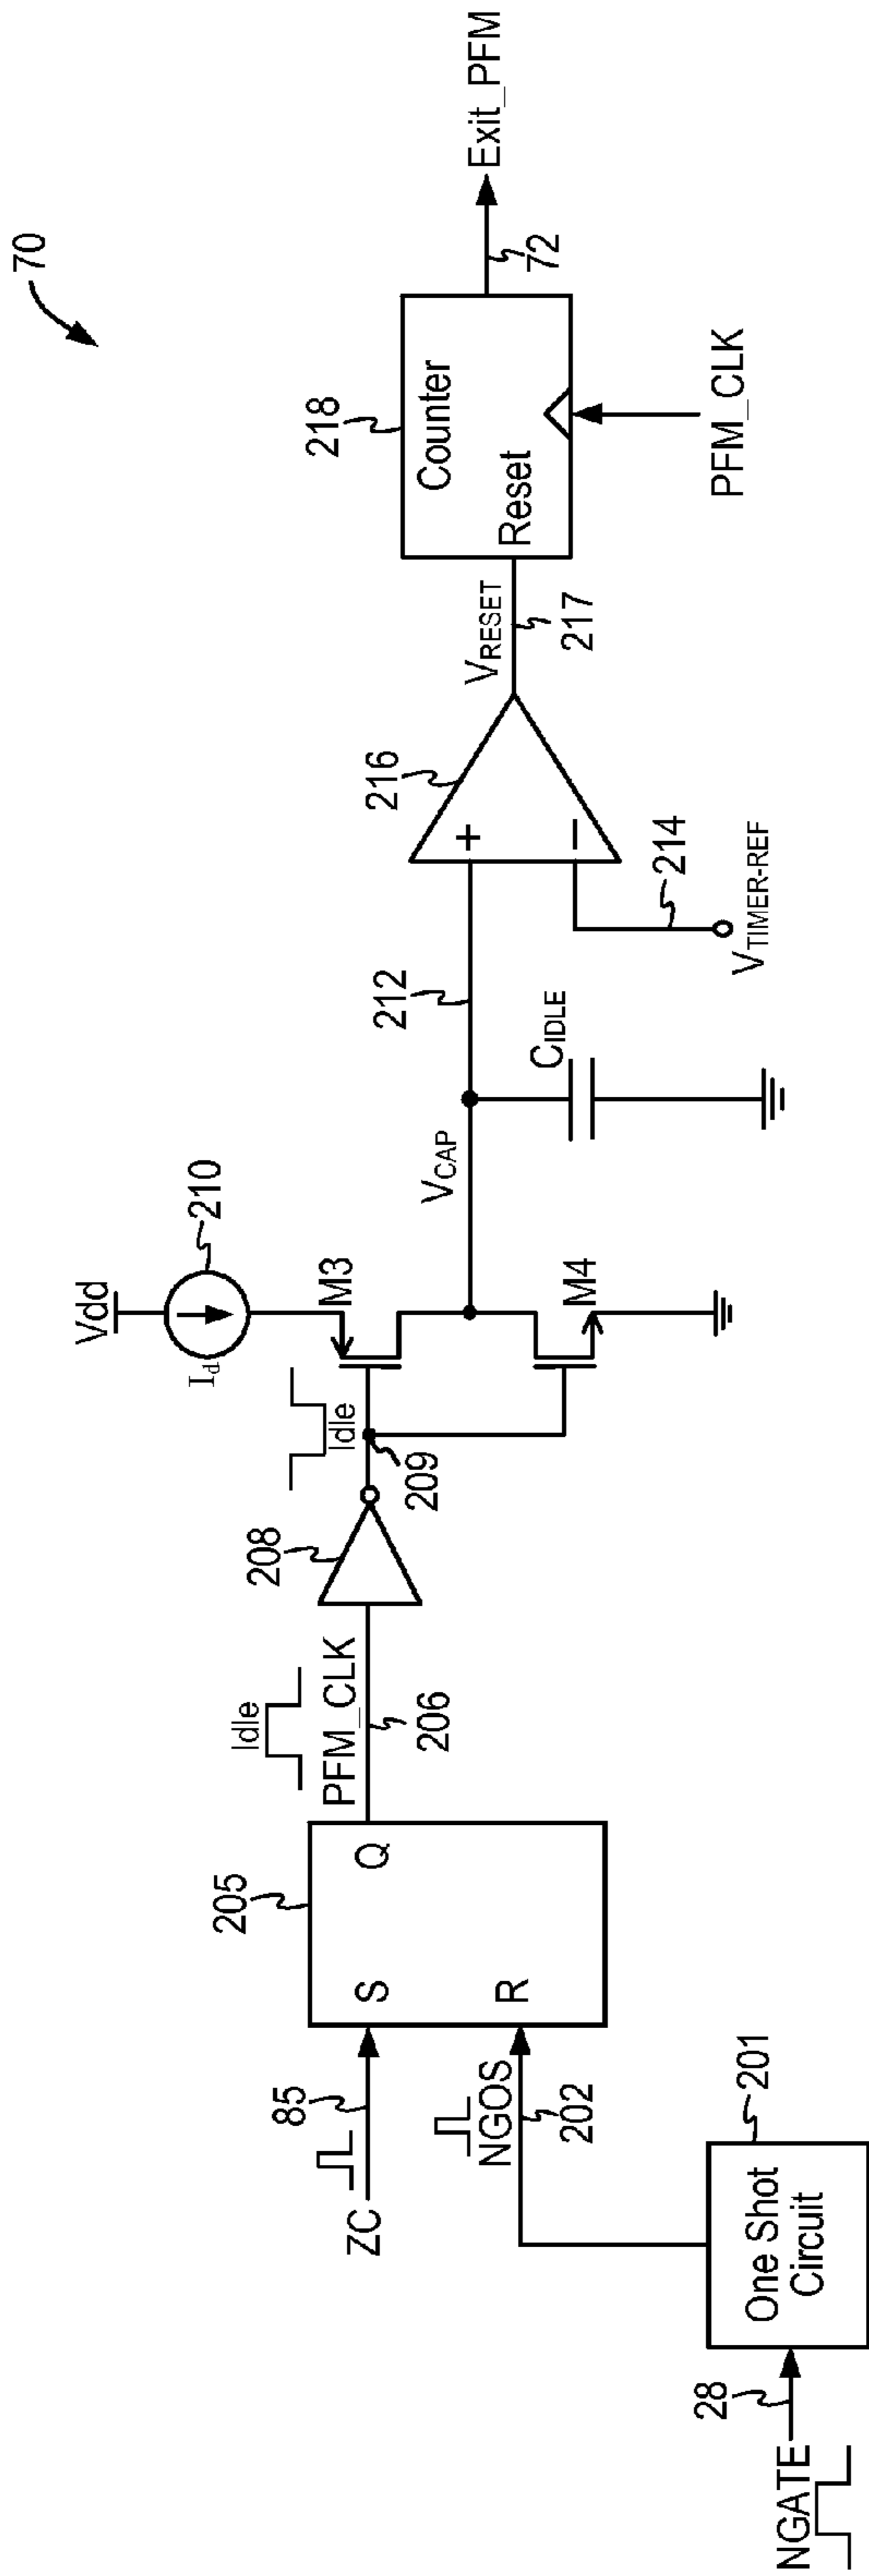 70
NGATE
28
One Shot
Circuit
201
NGOS
202
ZC
85
S
R
Q
205
Idle
PFM_CLK
206
208
Idle
209
Vdd
Id
210
M3
M4
VCAP
212
CIDLE
VTIMER-REF
214
+
−
216
VRESET
217
218
Counter
Reset
PFM_CLK
72
Exit_PFM